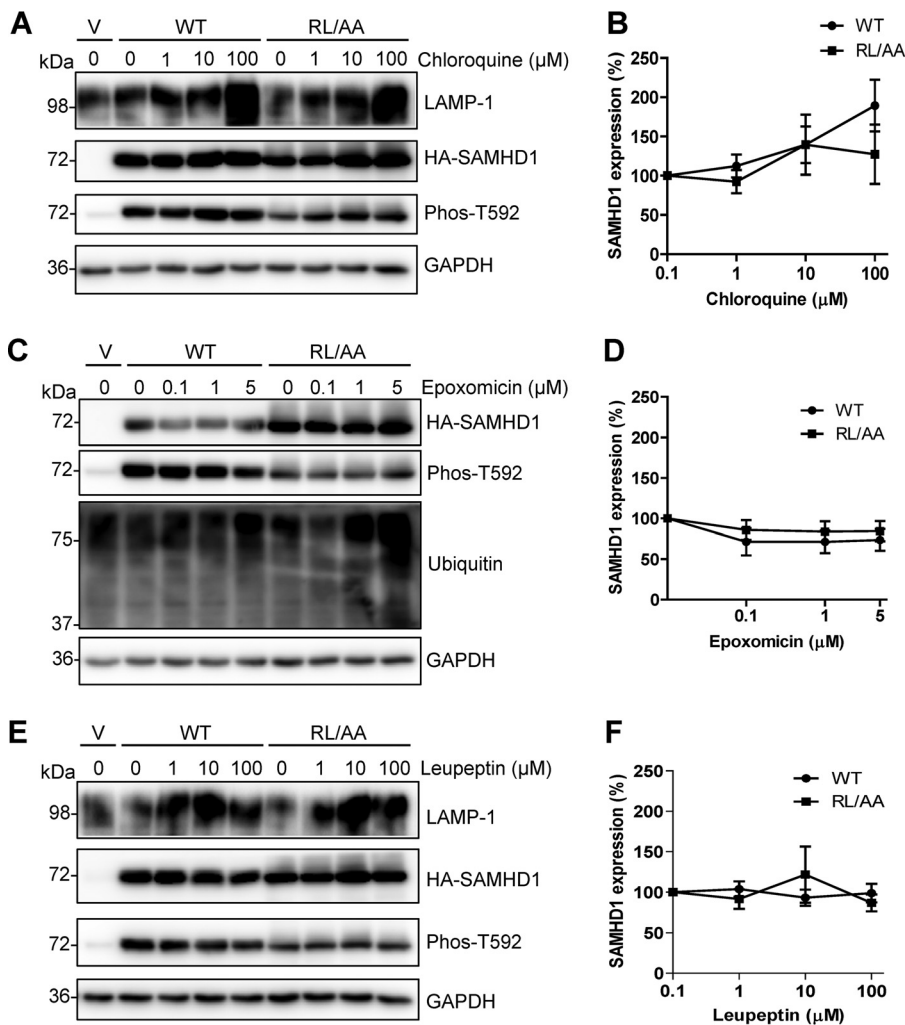 A
V WT RL/AA
kDa 0 0 1 10 100 0 1 10 100 Chloroquine (µM)
98 LAMP-1
72 HA-SAMHD1
72 Phos-T592
36 GAPDH
B
WT
RL/AA
SAMHD1 expression (%)
250
200
150
100
50
0
0.1 1 10 100
Chloroquine (µM)
C
V WT RL/AA
kDa 0 0 0.1 1 5 0 0.1 1 5 Epoxomicin (µM)
72 HA-SAMHD1
72 Phos-T592
75 Ubiquitin
37
36 GAPDH
D
WT
RL/AA
SAMHD1 expression (%)
250
200
150
100
50
0
0.1 1 5
Epoxomicin (µM)
E
V WT RL/AA
kDa 0 0 1 10 100 0 1 10 100 Leupeptin (µM)
98 LAMP-1
72 HA-SAMHD1
72 Phos-T592
36 GAPDH
F
WT
RL/AA
SAMHD1 expression (%)
250
200
150
100
50
0
0.1 1 10 100
Leupeptin (µM)